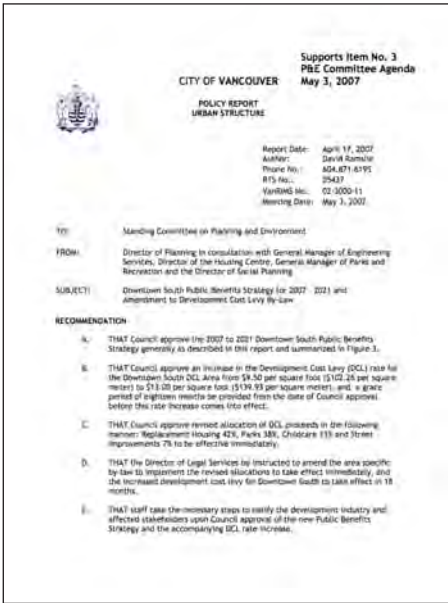 Supports Item No. 3
P&E Committee Agenda
May 3, 2007
CITY OF VANCOUVER
POLICY REPORT
URBAN STRUCTURE
Report Date: April 17, 2007
Author: David Ramslie
Phone No.: 604.871.6195
RTS No.:
VanRIMS No.: 02-3000-11
Meeting Date: May 3, 2007
TO: Standing Committee on Planning and Environment
FROM: Director of Planning in consultation with General Manager of Engineering
Services, Director of the Housing Centre, General Manager of Parks and
Recreation and the Director of Social Planning
SUBJECT: Downtown South Public Benefits Strategy for 2007 - 2021 and
Amendment to Development Cost Levy By-Law
RECOMMENDATION
A. THAT Council approve the 2007 to 2021 Downtown South Public Benefits
Strategy generally as described in this report and summarized in Figure 3.
B. THAT Council approve an increase in the Development Cost Levy (DCL) rate for
the Downtown South DCL Area from $9.50 per square foot ($102.26 per square
meter) to $13.00 per square foot ($139.93 per square meter), and, a grace
period of eighteen months be provided from the date of Council approval
before this rate increase comes into effect.
C. THAT Council approve revised allocation of DCL proceeds in the following
manner: Replacement Housing 42%, Parks 38%, Childcare 13% and Street
Improvements 7% to be effective immediately.
D. THAT the Director of Legal Services be instructed to amend the area specific
by-law to implement the revised allocations to take effect immediately, and
the increased development cost levy for Downtown South to take effect in 18
months.
E. THAT staff take the necessary steps to notify the development industry and
affected stakeholders upon Council approval of the new Public Benefits
Strategy and the accompanying DCL rate increase.